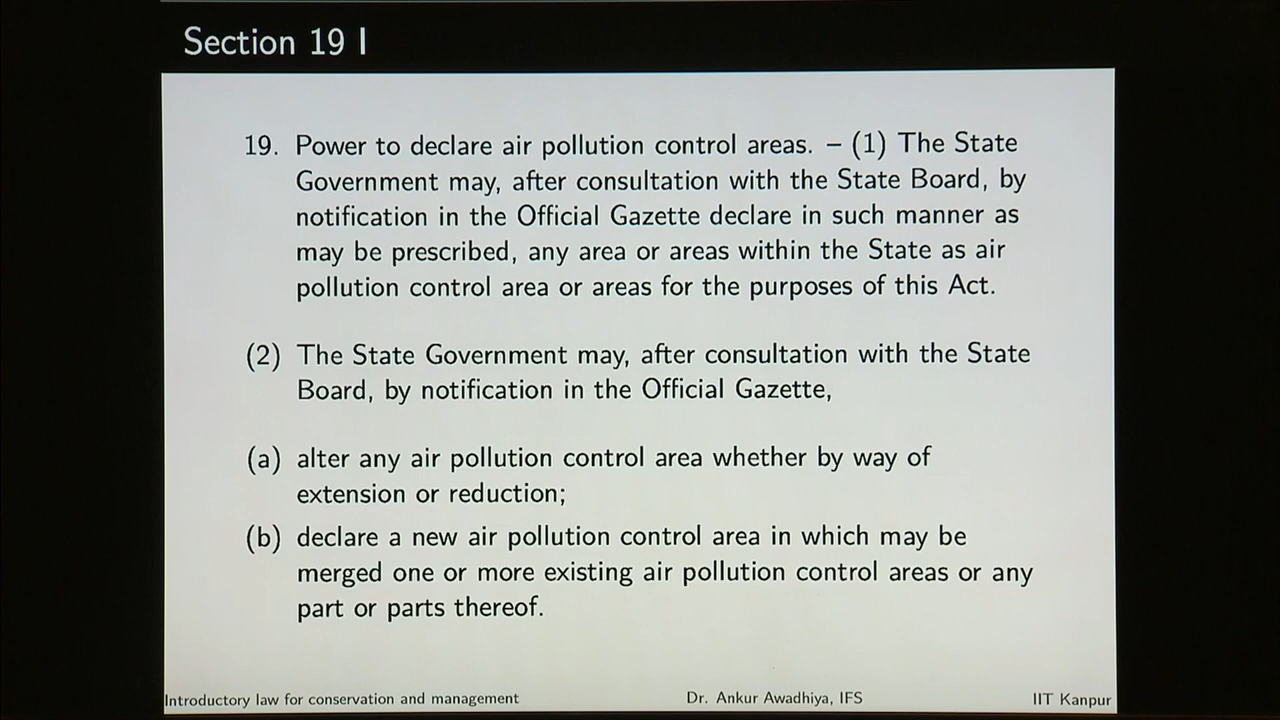 Section 19 I
19. Power to declare air pollution control areas. – (1) The State
Government may, after consultation with the State Board, by
notification in the Official Gazette declare in such manner as
may be prescribed, any area or areas within the State as air
pollution control area or areas for the purposes of this Act.
(2) The State Government may, after consultation with the State
Board, by notification in the Official Gazette,
(a) alter any air pollution control area whether by way of
extension or reduction;
(b) declare a new air pollution control area in which may be
merged one or more existing air pollution control areas or any
part or parts thereof.
Introductory law for conservation and management Dr. Ankur Awadhiya, IFS IIT Kanpur